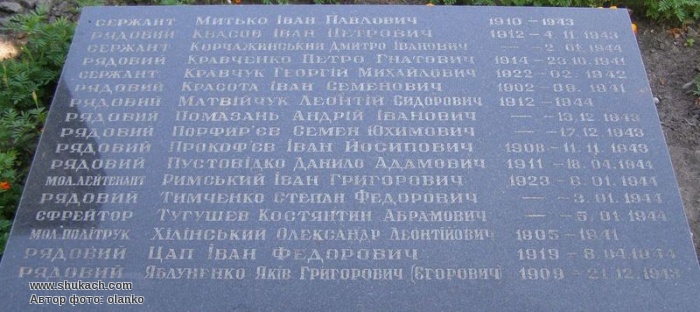 сержант Митько Іван Павлович 1910 – 1943
рядовий Квасов Іван Петрович 1912 – 4.11.1943
сержант Корчажинський Дмитро Іванович — – 2.01.1944
рядовий Кравченко Петро Гнатович 1914 – 23.10.1941
сержант Кравчук Георгій Михайлович 1922 – 02.1942
рядовий Красота Іван Семенович 1902 – 09.1941
рядовий Матвійчук Леонтій Сидорович 1912 – 1944
рядовий Помазань Андрій Іванович — – 13.12.1943
рядовий Порфир'єв Семен Юхимович — – 17.12.1943
рядовий Прокоф'єв Іван Йосипович 1908 – 11.11.1943
рядовий Пустовідко Данило Адамович 1911 – 18.04.1944
мол.лейтенант Римський Іван Григорович 1923 – 6.01.1944
рядовий Тимченко Степан Федорович — – 3.01.1944
єфрейтор Тугушев Костянтин Абрамович — – 5.01.1944
мол.політрук Хілінський Олександр Леонтійович 1905 – 1941
рядовий Цап Іван Федорович 1919 – 8.04.1944
рядовий Яблуненко Яків Григорович (Єгорович) 1909 – 21.12.1943
www.shukach.com
Автор фото: olanko